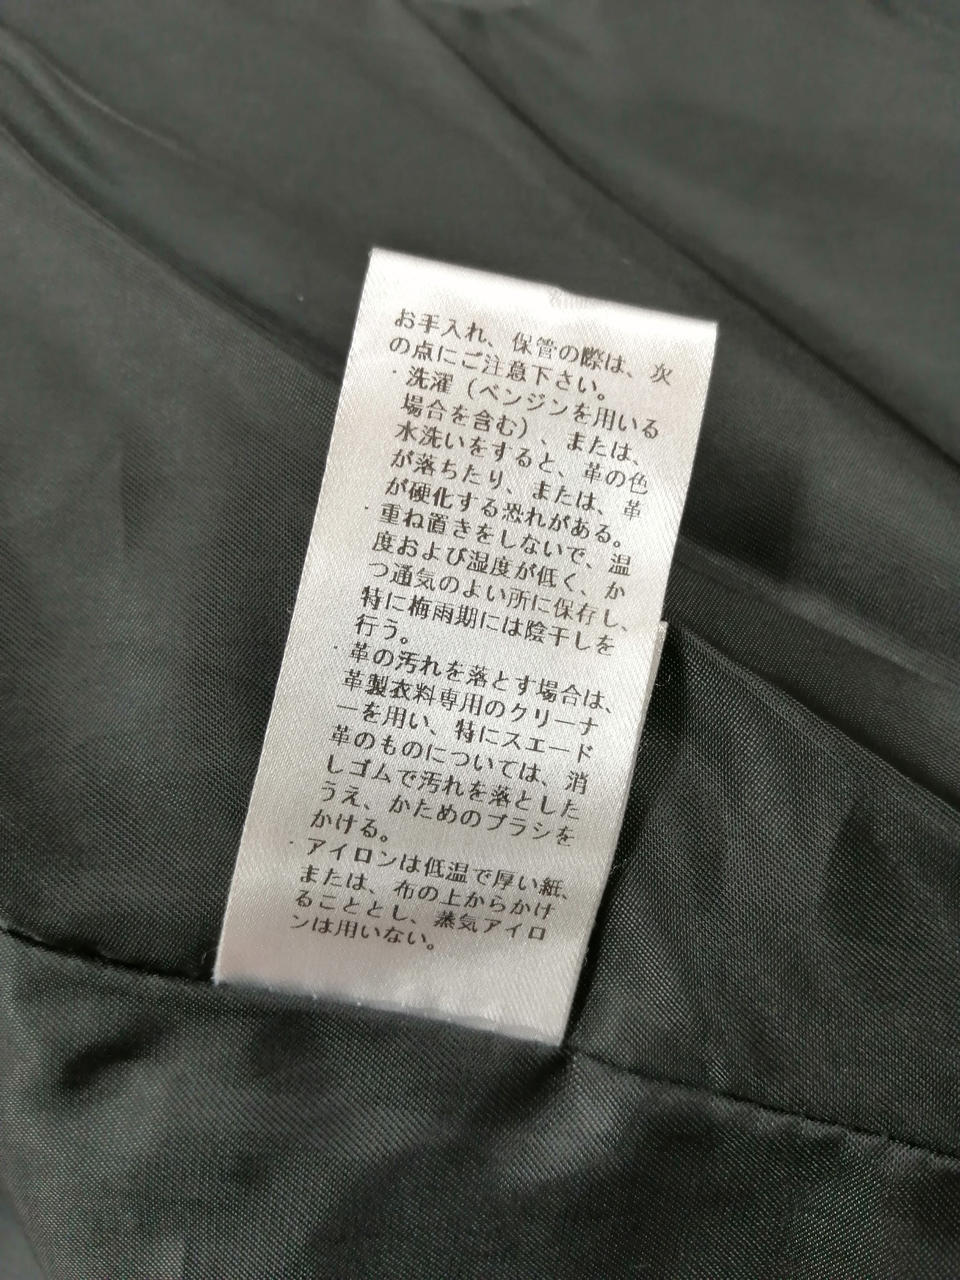 お手入れ、保管の際は、次
の点にご注意下さい。
・洗濯（ベンジンを用いる
場合を含む）、または、
水洗いをすると、革の色
が落ちたり、または、革
が硬化する恐れがある。
・重ね置きをしないで、温
度および湿度が低く、か
つ通気のよい所に保存し、
特に梅雨期には陰干しを
行う。
・革の汚れを落とす場合は、
革製衣料専用のクリーナ
ーを用い、特にスエード
革のものについては、消
しゴムで汚れを落とした
うえ、かためのブラシを
かける。
・アイロンは低温で厚い紙、
または、布の上からかけ
ることとし、蒸気アイロ
ンは用いない。